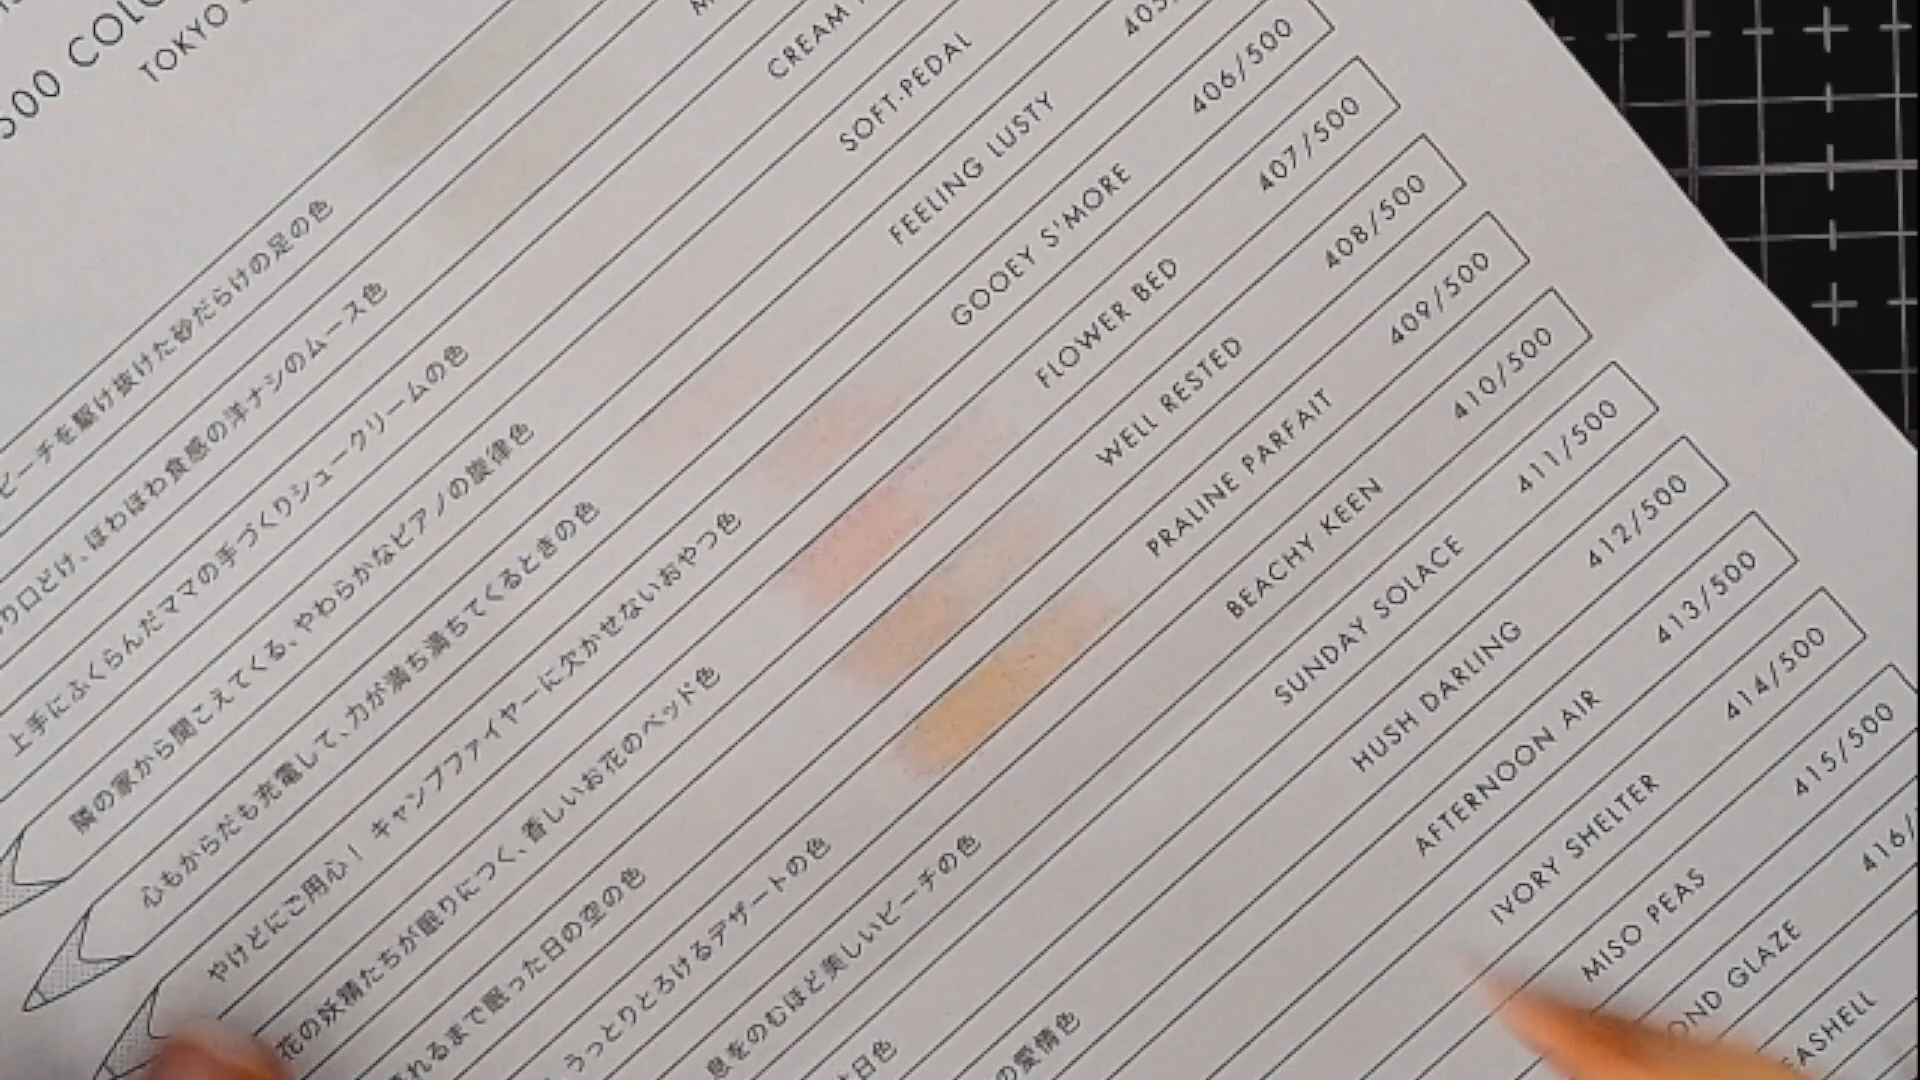 500 COL
TOKYO
ビーチを駆け抜けた砂だらけの足の色
り口どけ、ほわほわ食感の洋ナシのムース色
上手にふくらんだママの手づくりシュークリームの色 CREAM
隣の家から聞こえてくる、やわらかなピアノの旋律色 SOFT-PEDAL
心もからだも充電して、力が満ち満ちてくるときの色 FEELING LUSTY 405
やけどにご用心! キャンプファイヤーに欠かせないおやつ色 GOOEY S'MORE 406/500
花の妖精たちが眠りにつく、香しいお花のベッド色 FLOWER BED 407/500
れるまで眠った日の空の色 WELL RESTED 408/500
うっとりとろけるデザートの色 PRALINE PARFAIT 409/500
息をのむほど美しいビーチの色 BEACHY KEEN 410/500
日色 SUNDAY SOLACE 411/500
の愛情色 HUSH DARLING 412/500
AFTERNOON AIR 413/500
IVORY SHELTER 414/500
MISO PEAS 415/500
OND GLAZE 416/
EASHELL